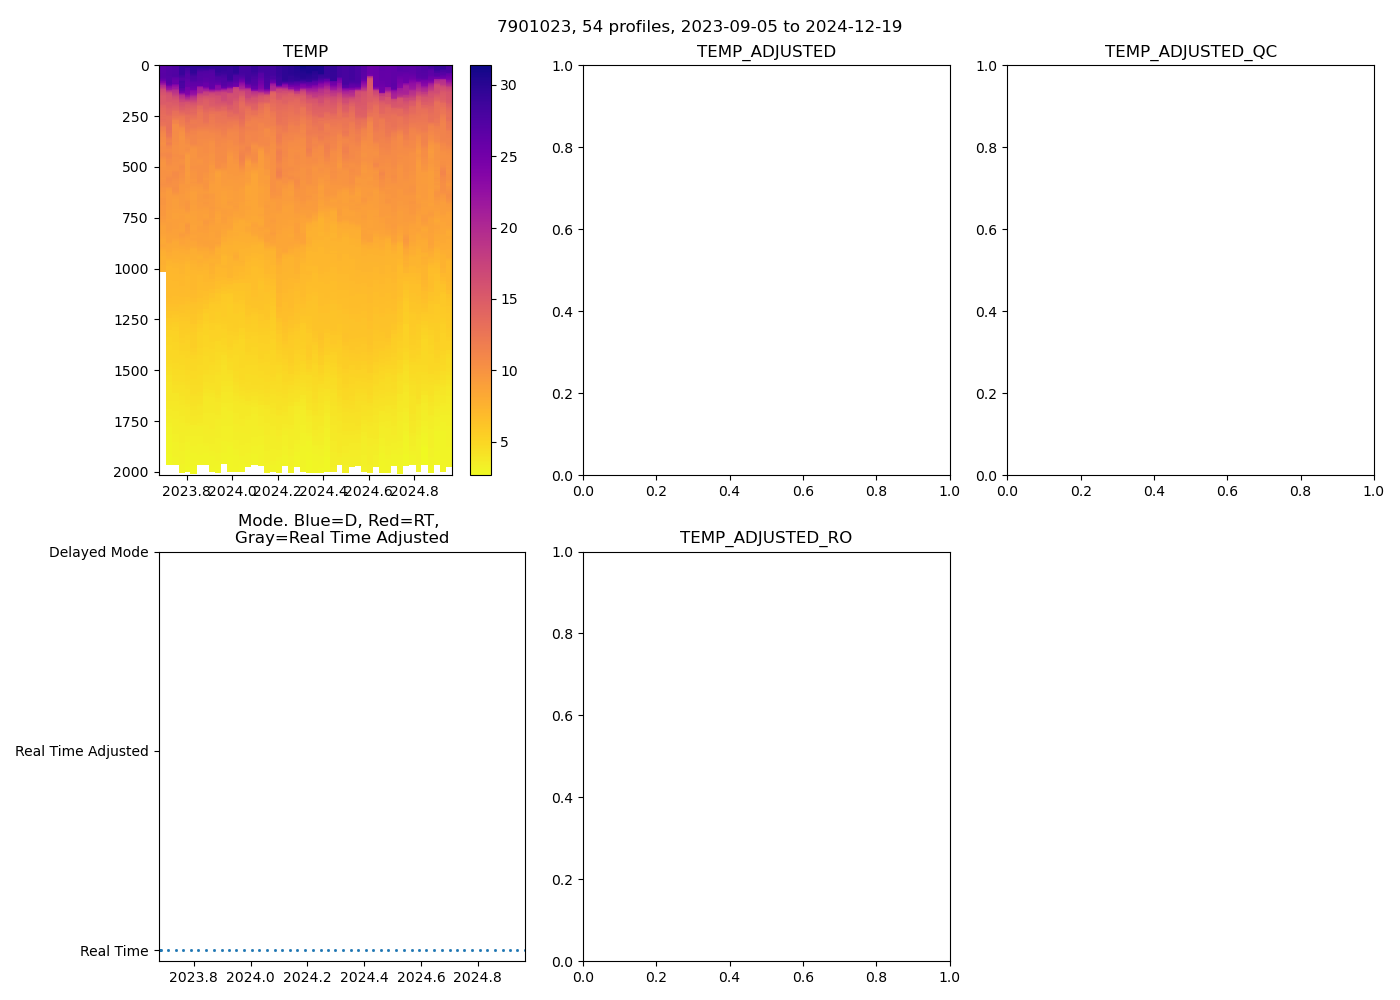 7901023, 54 profiles, 2023-09-05 to 2024-12-19
TEMP
0
250
500
750
1000
1250
1500
1750
2000
2023.8 2024.0 2024.2 2024.4 2024.6 2024.8
30
25
20
15
10
5
TEMP_ADJUSTED
1.0
0.8
0.6
0.4
0.2
0.0
0.0 0.2 0.4 0.6 0.8 1.0
TEMP_ADJUSTED_QC
1.0
0.8
0.6
0.4
0.2
0.0
0.0 0.2 0.4 0.6 0.8 1.0
Mode. Blue=D, Red=RT,
Gray=Real Time Adjusted
Delayed Mode
Real Time Adjusted
Real Time
2023.8 2024.0 2024.2 2024.4 2024.6 2024.8
TEMP_ADJUSTED_RO
1.0
0.8
0.6
0.4
0.2
0.0
0.0 0.2 0.4 0.6 0.8 1.0